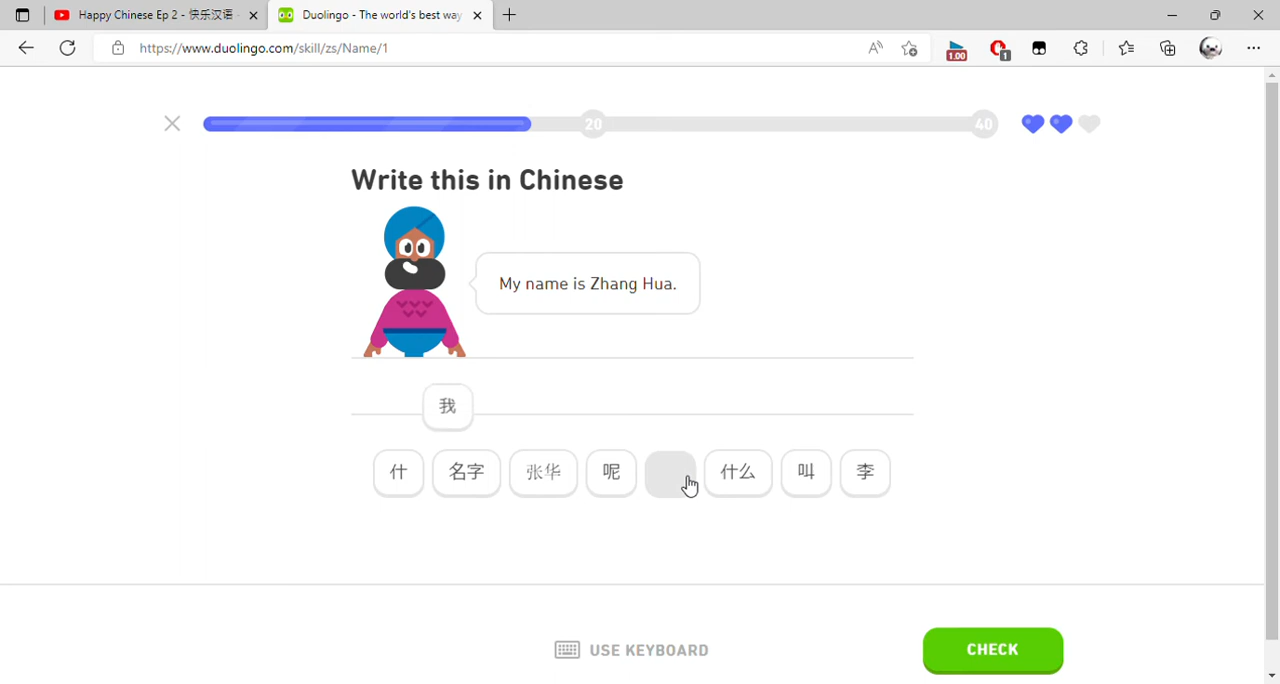 Happy Chinese Ep 2 - 快乐汉语
Duolingo - The world's best way
https://www.duolingo.com/skill/zs/Name/1
1.00
1
20
40
Write this in Chinese
My name is Zhang Hua.
我
什
名字
张华
呢
什么
叫
李
USE KEYBOARD
CHECK